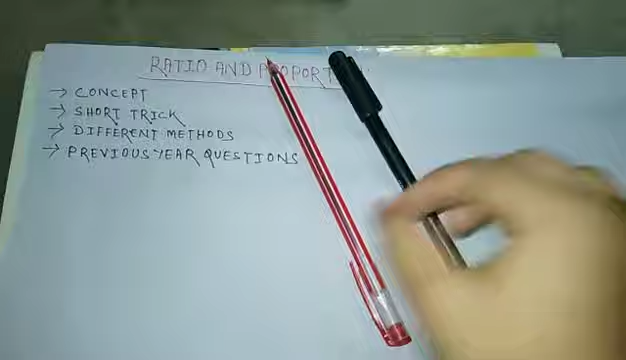 RATIO AND
→ CONCEPT
→ SHORT TRICK
→ DIFFERENT METHODS
→ PREVIOUS YEAR QUESTIONS